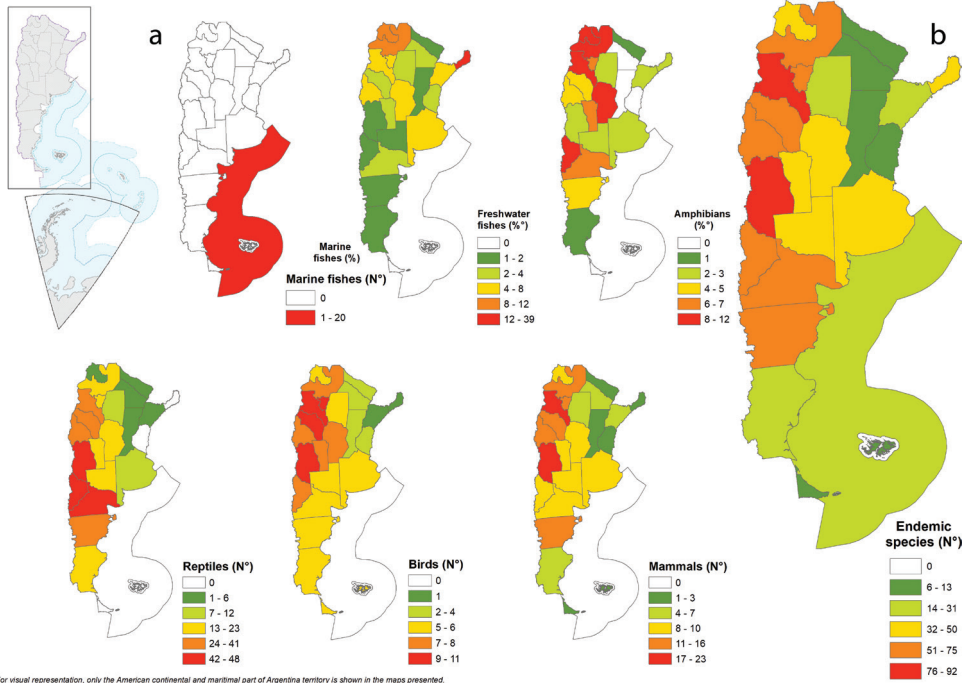 a
b
Marine
fishes (%)
Marine fishes (N°)
0
1 - 20
Freshwater
fishes (%°)
0
1 - 2
2 - 4
4 - 8
8 - 12
12 - 39
Amphibians
(%°)
0
1
2 - 3
4 - 5
6 - 7
8 - 12
Reptiles (N°)
0
1 - 6
7 - 12
13 - 23
24 - 41
42 - 48
Birds (N°)
0
1
2 - 4
5 - 6
7 - 8
9 - 11
Mammals (N°)
0
1 - 3
4 - 7
8 - 10
11 - 16
17 - 23
Endemic
species (N°)
0
6 - 13
14 - 31
32 - 50
51 - 75
76 - 92
or visual representation, only the American continental and maritimal part of Argentina territory is shown in the maps presented.